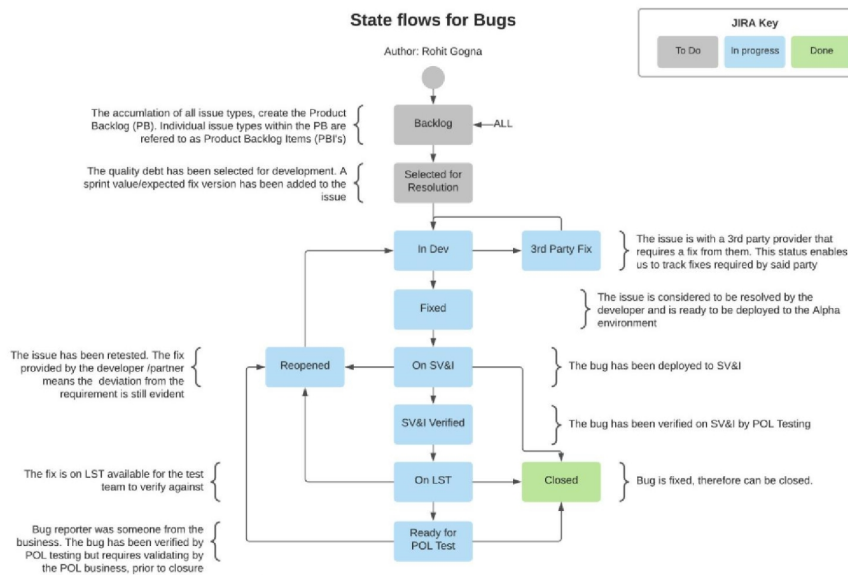 State flows for Bugs
JIRA Key
To Do
In progress
Done
Author: Rohit Gogna
The accumlation of all issue types, create the Product
Backlog (PB). Individual issue types within the PB are
refered to as Product Backlog Items (PBI's)
Backlog
ALL
The quality debt has been selected for development. A
sprint value/expected fix version has been added to the
issue
Selected for
Resolution
In Dev
3rd Party Fix
The issue is with a 3rd party provider that
requires a fix from them. This status enables
us to track fixes required by said party
Fixed
The issue is considered to be resolved by the
developer and is ready to be deployed to the Alpha
environment
The issue has been retested. The fix
provided by the developer /partner
means the deviation from the
requirement is still evident
Reopened
On SV&I
The bug has been deployed to SV&I
SV&I Verified
The bug has been verified on SV&I by POL Testing
The fix is on LST available for the test
team to verify against
On LST
Closed
Bug is fixed, therefore can be closed.
Bug reporter was someone from the
business. The bug has been verified by
POL testing but requires validating by
the POL business, prior to closure
Ready for
POL Test